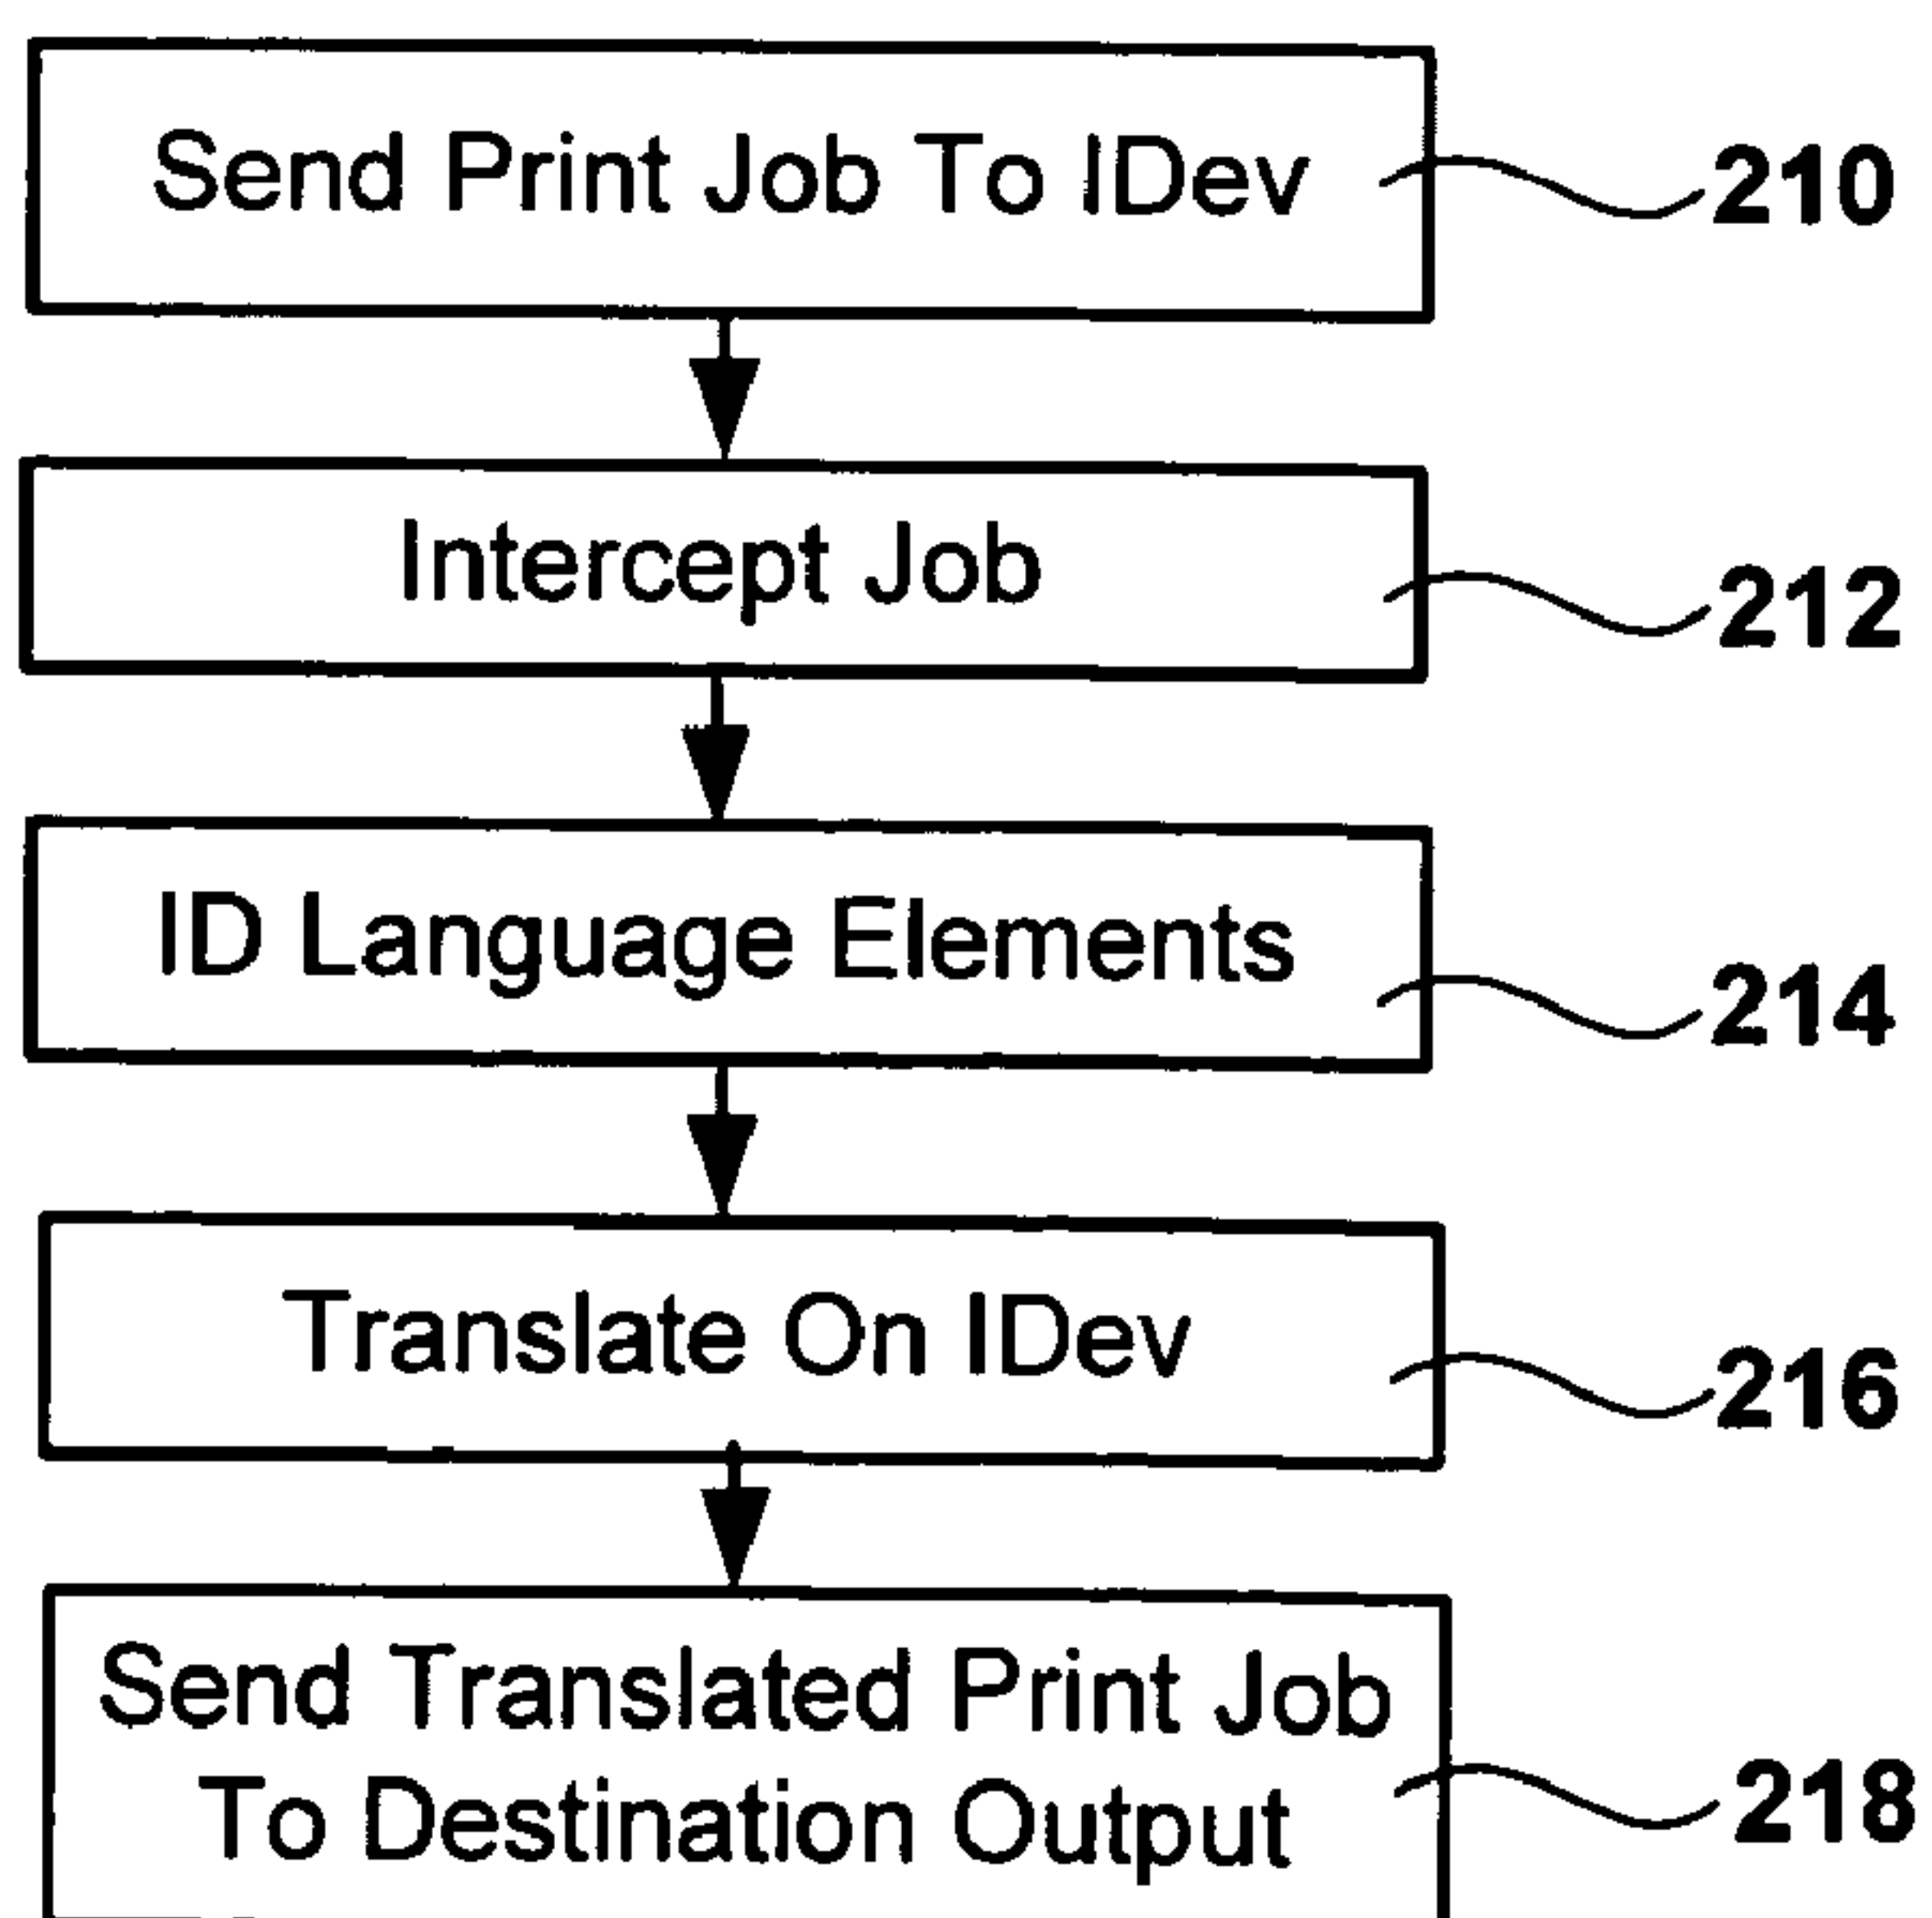 Send Print Job To IDev
210
Intercept Job
212
ID Language Elements
214
Translate On IDev
216
Send Translated Print Job
To Destination Output
218